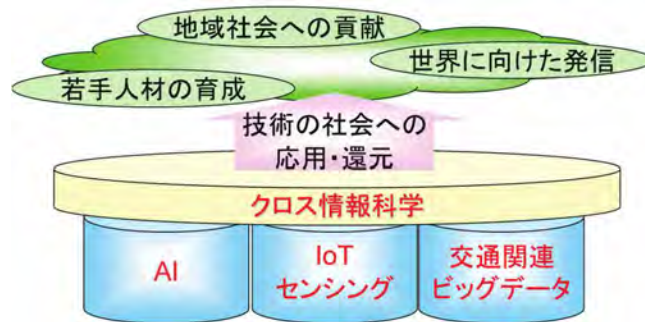 地域社会への貢献
世界に向けた発信
若手人材の育成
技術の社会への
応用・還元
クロス情報科学
AI
IoT
センシング
交通関連
ビッグデータ